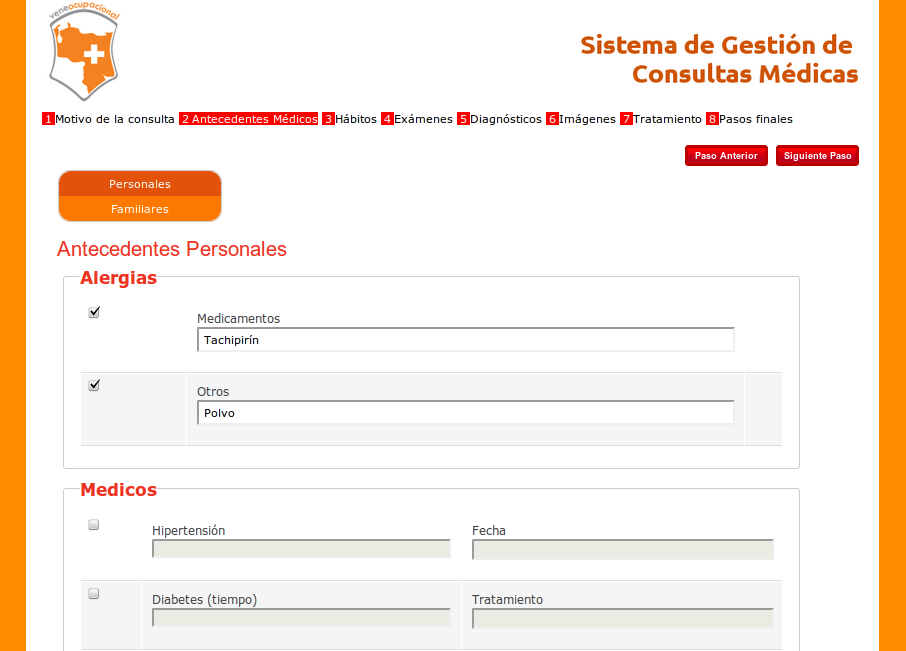 veneocupacional
Sistema de Gestión de
Consultas Médicas
1 Motivo de la consulta 2 Antecedentes Médicos 3 Hábitos 4 Exámenes 5 Diagnósticos 6 Imágenes 7 Tratamiento 8 Pasos finales
Paso Anterior Siguiente Paso
Personales
Familiares
Antecedentes Personales
Alergias
Medicamentos
Tachipirín
Otros
Polvo
Medicos
Hipertensión Fecha
Diabetes (tiempo) Tratamiento